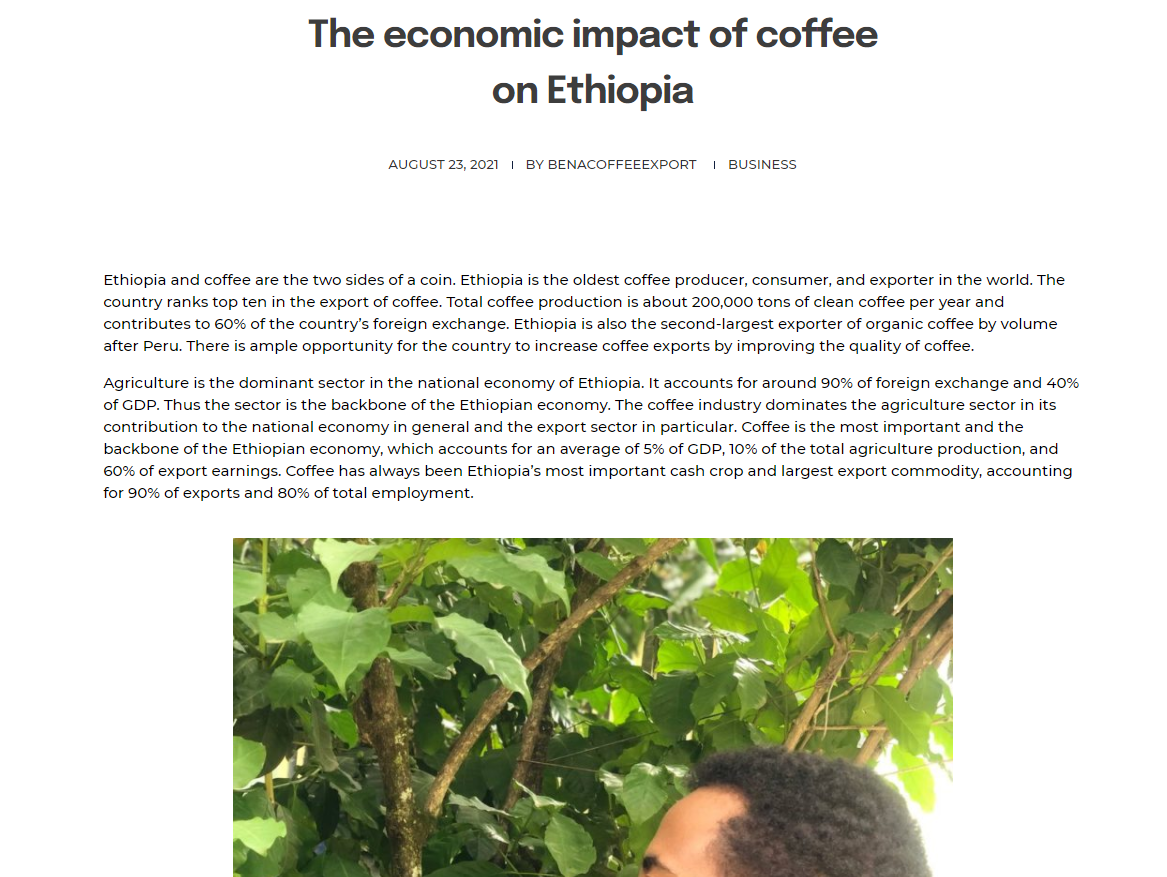 The economic impact of coffee
on Ethiopia
AUGUST 23, 2021 | BY BENACOFFEEEXPORT | BUSINESS
Ethiopia and coffee are the two sides of a coin. Ethiopia is the oldest coffee producer, consumer, and exporter in the world. The
country ranks top ten in the export of coffee. Total coffee production is about 200,000 tons of clean coffee per year and
contributes to 60% of the country’s foreign exchange. Ethiopia is also the second-largest exporter of organic coffee by volume
after Peru. There is ample opportunity for the country to increase coffee exports by improving the quality of coffee.
Agriculture is the dominant sector in the national economy of Ethiopia. It accounts for around 90% of foreign exchange and 40%
of GDP. Thus the sector is the backbone of the Ethiopian economy. The coffee industry dominates the agriculture sector in its
contribution to the national economy in general and the export sector in particular. Coffee is the most important and the
backbone of the Ethiopian economy, which accounts for an average of 5% of GDP, 10% of the total agriculture production, and
60% of export earnings. Coffee has always been Ethiopia’s most important cash crop and largest export commodity, accounting
for 90% of exports and 80% of total employment.